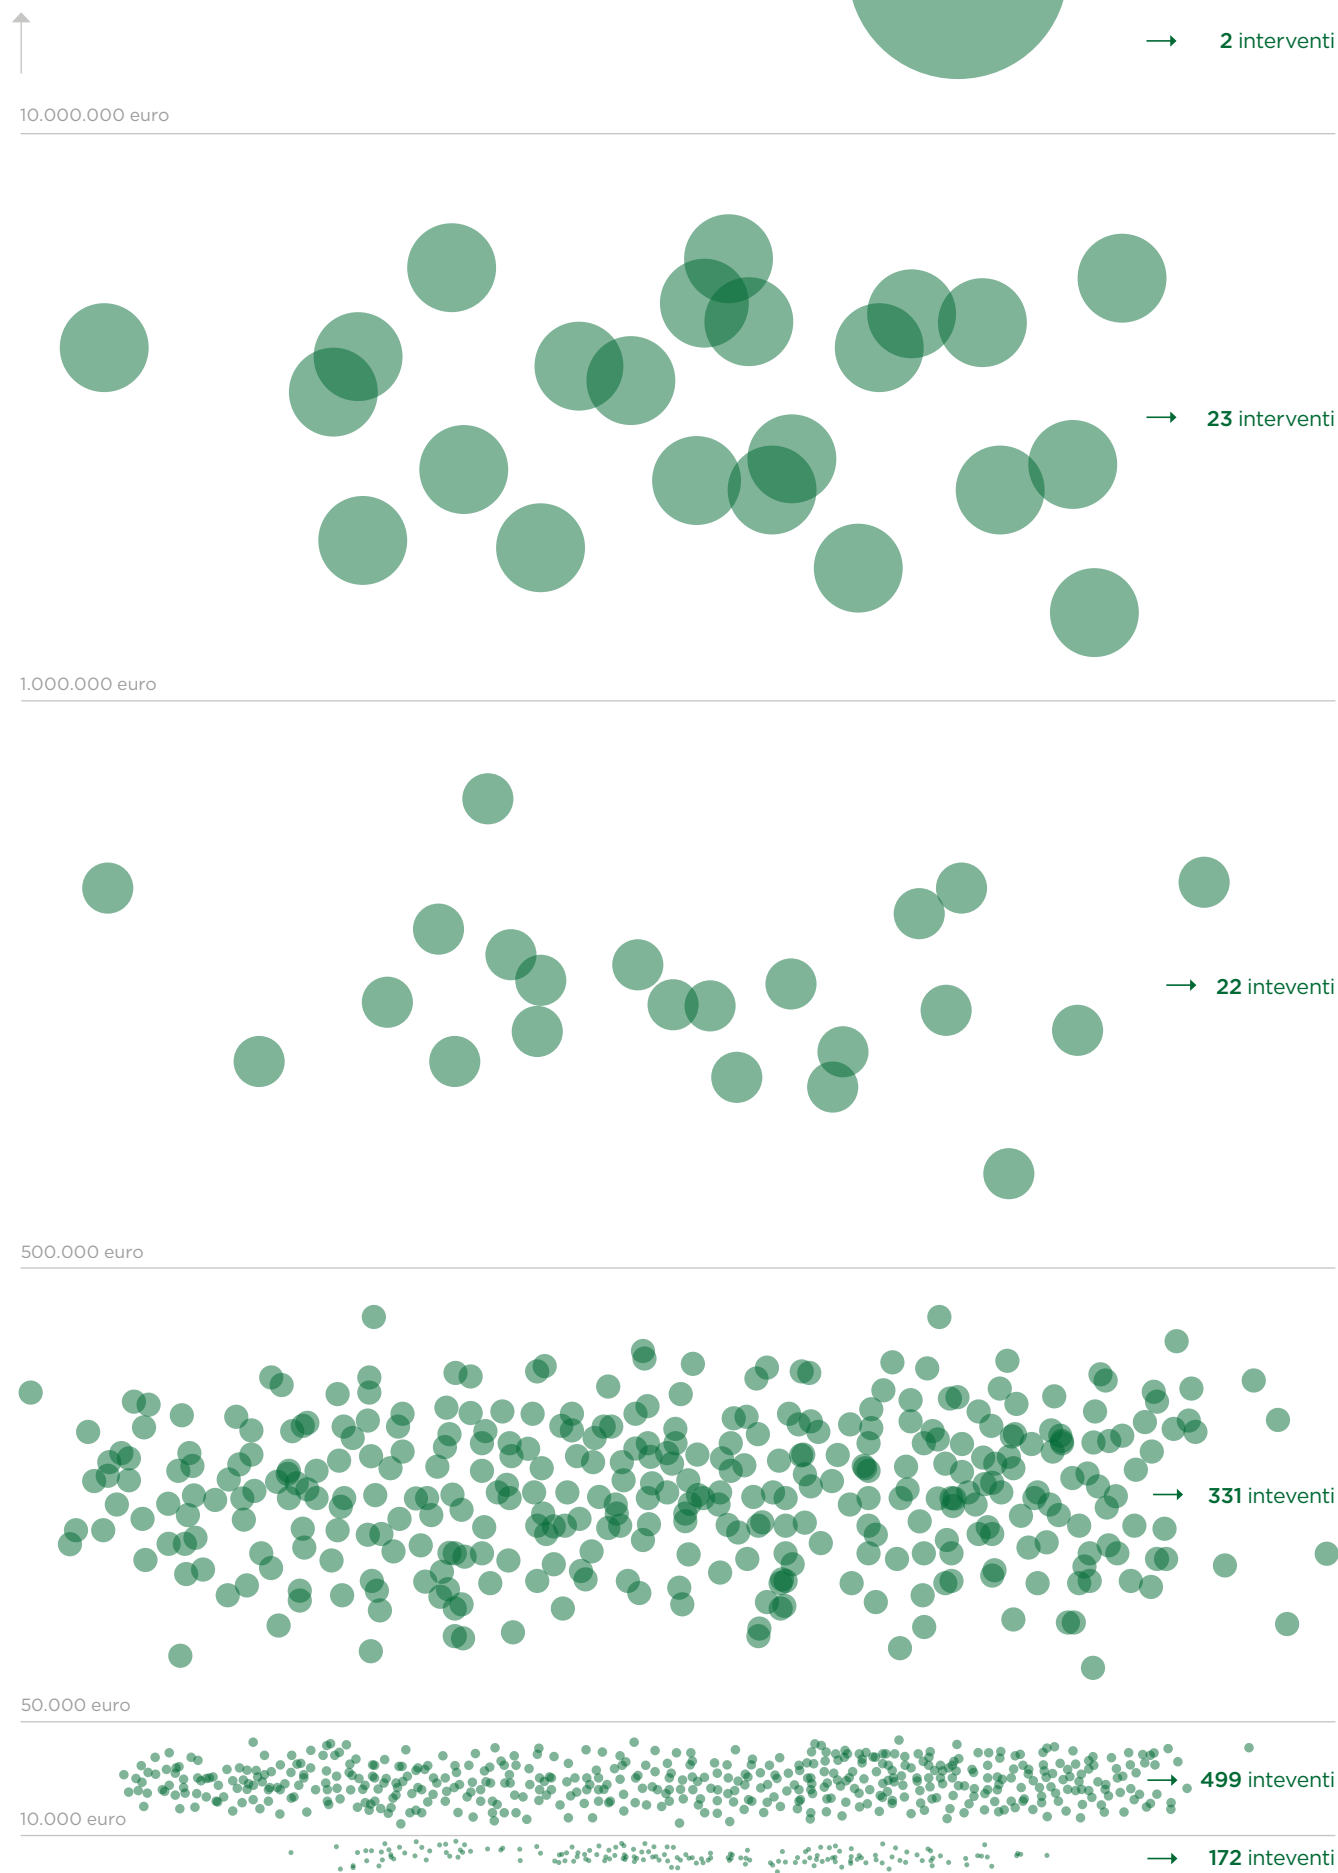 2 interventi
10.000.000 euro
23 interventi
1.000.000 euro
22 inteventi
500.000 euro
331 inteventi
50.000 euro
499 inteventi
10.000 euro
172 inteventi